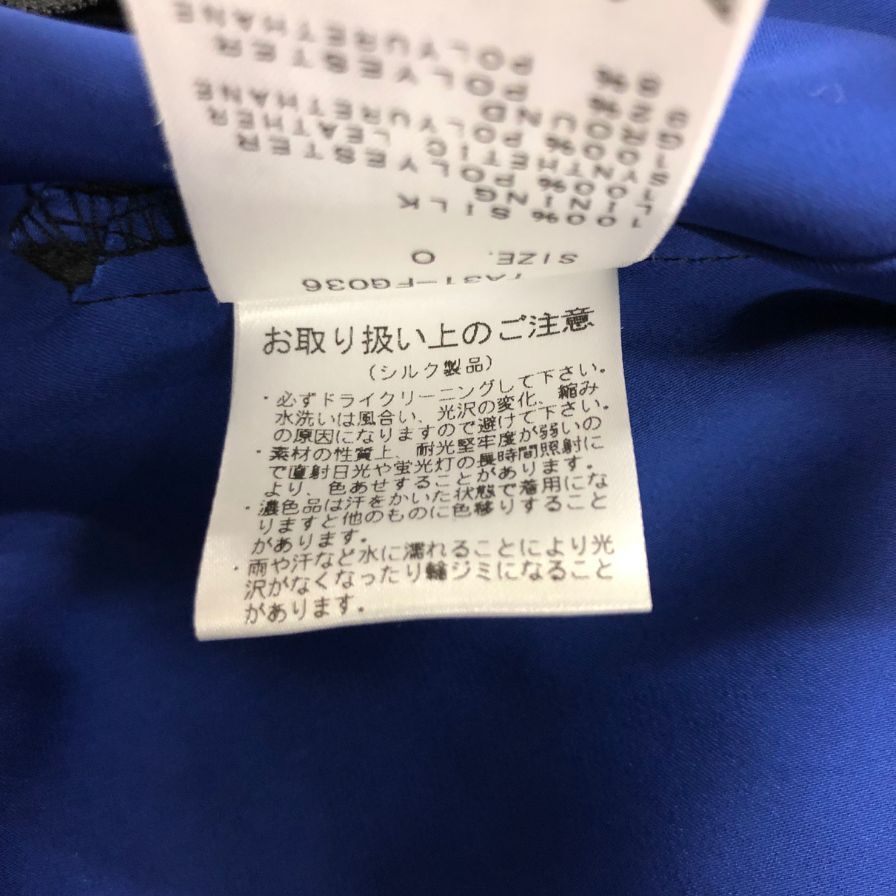 7A31-FG036
SIZE. 0
100% SILK
LINING
100% POLYESTER
SYNTHETIC LEATHER
POLYURETHANE
POLYESTER
POLYURETHANE
お取り扱い上のご注意
（シルク製品）
・必ずドライクリーニングして下さい。
水洗いは風合い、光沢の変化、縮み
の原因になりますので避けて下さい。
・素材の性質上、耐光堅牢度が弱いの
で直射日光や蛍光灯の長時間照射に
より、色あせすることがあります。
・濃色品は汗をかいた状態で着用にな
りますと他のものに色移りすること
があります。
・雨や汗など水に濡れることにより光
沢がなくなったり輪ジミになること
があります。